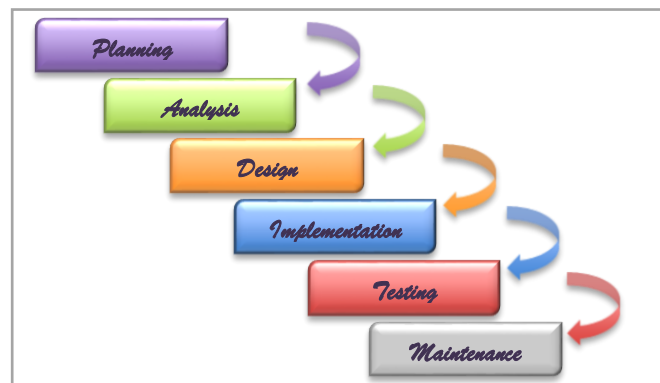 Planning
Analysis
Design
Implementation
Testing
Maintenance